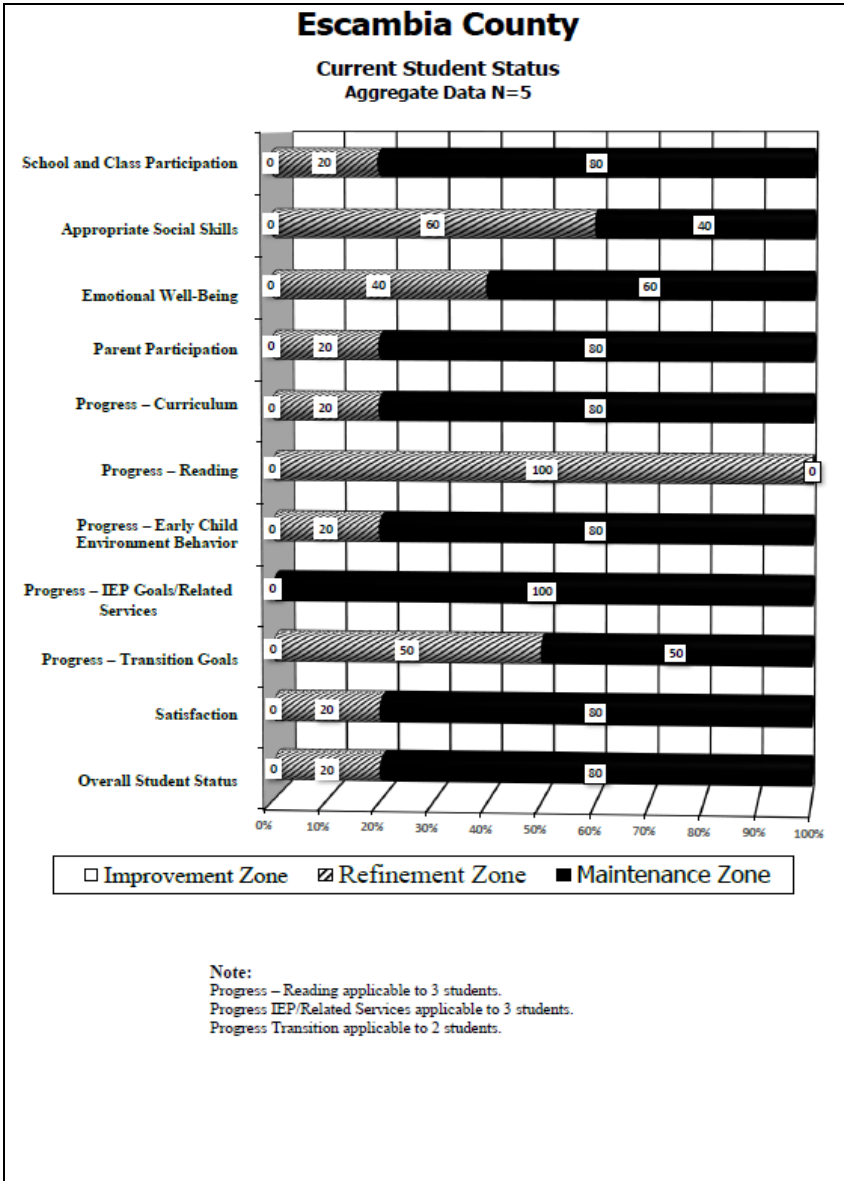 Escambia County
Current Student Status
Aggregate Data N=5
School and Class Participation
0 20 80
Appropriate Social Skills
0 60 40
Emotional Well-Being
0 40 60
Parent Participation
0 20 80
Progress – Curriculum
0 20 80
Progress – Reading
0 100 0
Progress – Early Child
Environment Behavior
0 20 80
Progress – IEP Goals/Related
Services
0 100
Progress – Transition Goals
0 50 50
Satisfaction
0 20 80
Overall Student Status
0 20 80
0% 10% 20% 30% 40% 50% 60% 70% 80% 90% 100%
Improvement Zone Refinement Zone Maintenance Zone
Note:
Progress – Reading applicable to 3 students.
Progress IEP/Related Services applicable to 3 students.
Progress Transition applicable to 2 students.